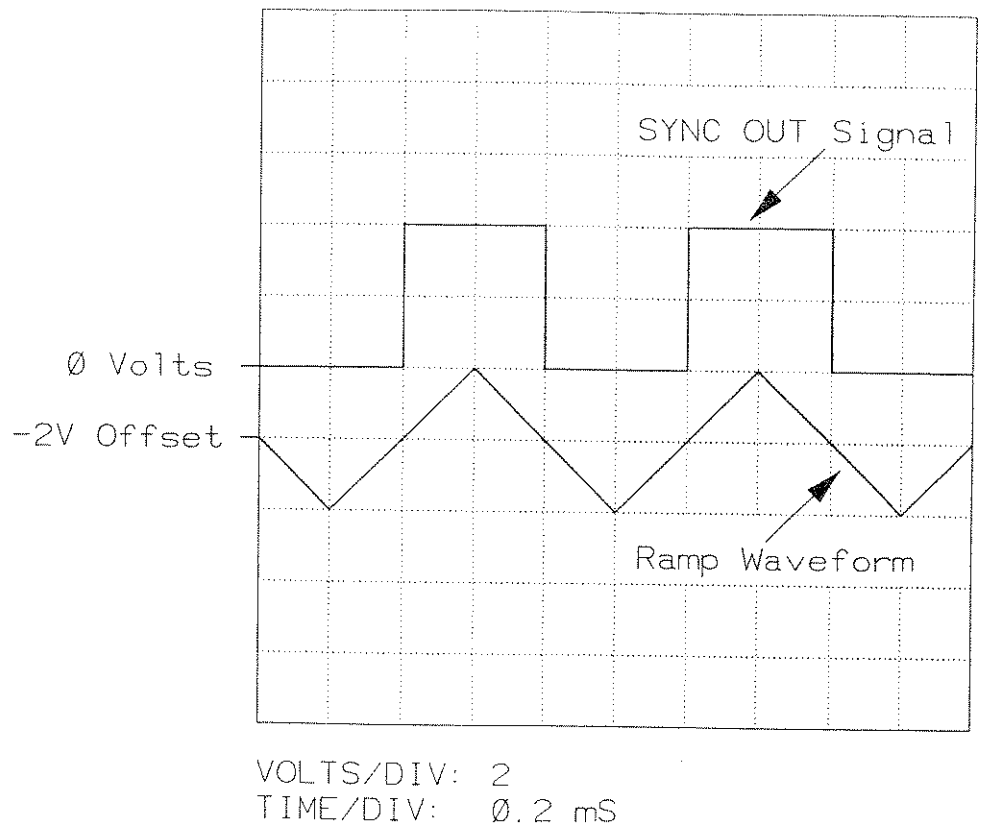 SYNC OUT Signal
Ø Volts
-2V Offset
Ramp Waveform
VOLTS/DIV: 2
TIME/DIV: Ø.2 mS